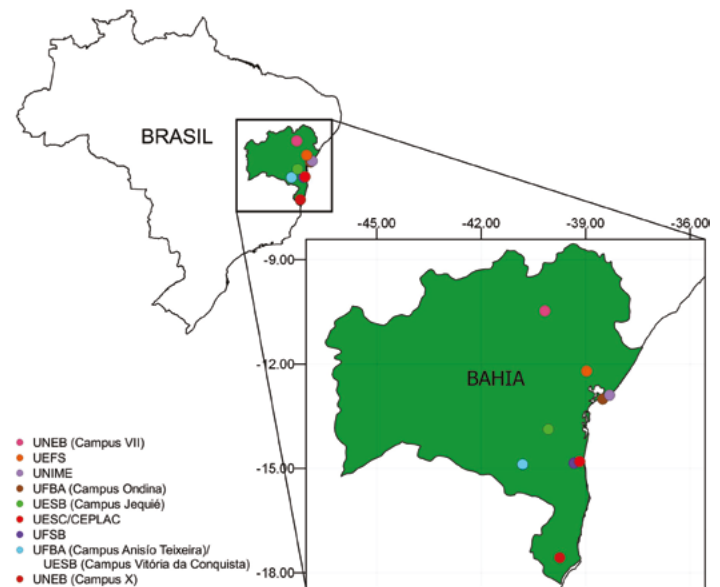 BRASIL
-45.00
-42.00
-39.00
-36.00
-9.00
-12.00
BAHIA
-15.00
-18.00
UNEB (Campus VII)
UEFS
UNIME
UFBA (Campus Ondina)
UESB (Campus Jequié)
UESC/CEPLAC
UFSB
UFBA (Campus Anisío Teixeira)/
UESB (Campus Vitória da Conquista)
UNEB (Campus X)